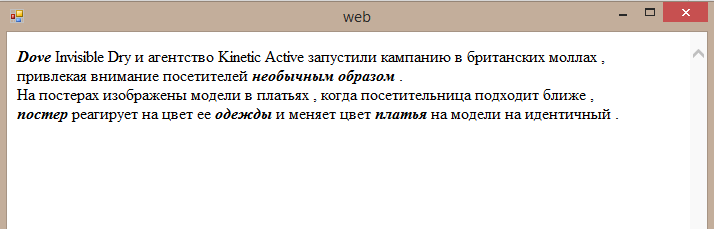 web
Dove Invisible Dry и агентство Kinetic Active запустили кампанию в британских моллах ,
привлекая внимание посетителей необычным образом .
На постерах изображены модели в платьях , когда посетительница подходит ближе ,
постер реагирует на цвет ее одежды и меняет цвет платья на модели на идентичный .